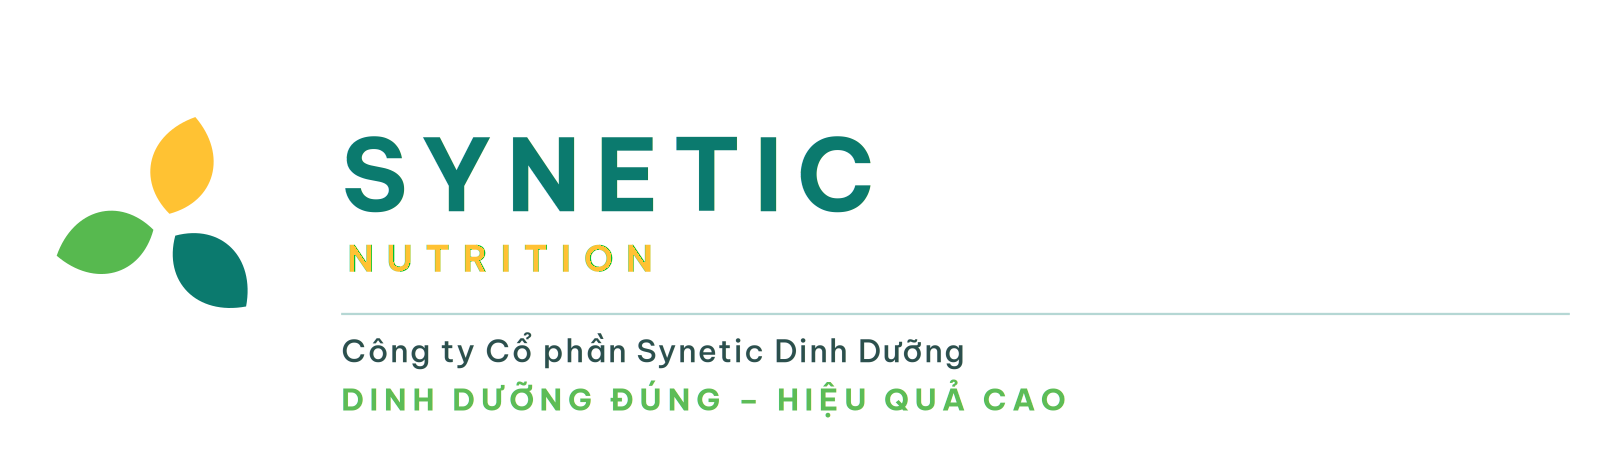 SYNETIC
NUTRITION
Công ty Cổ phần Synetic Dinh Dưỡng
DINH DƯỠNG ĐÚNG – HIỆU QUẢ CAO